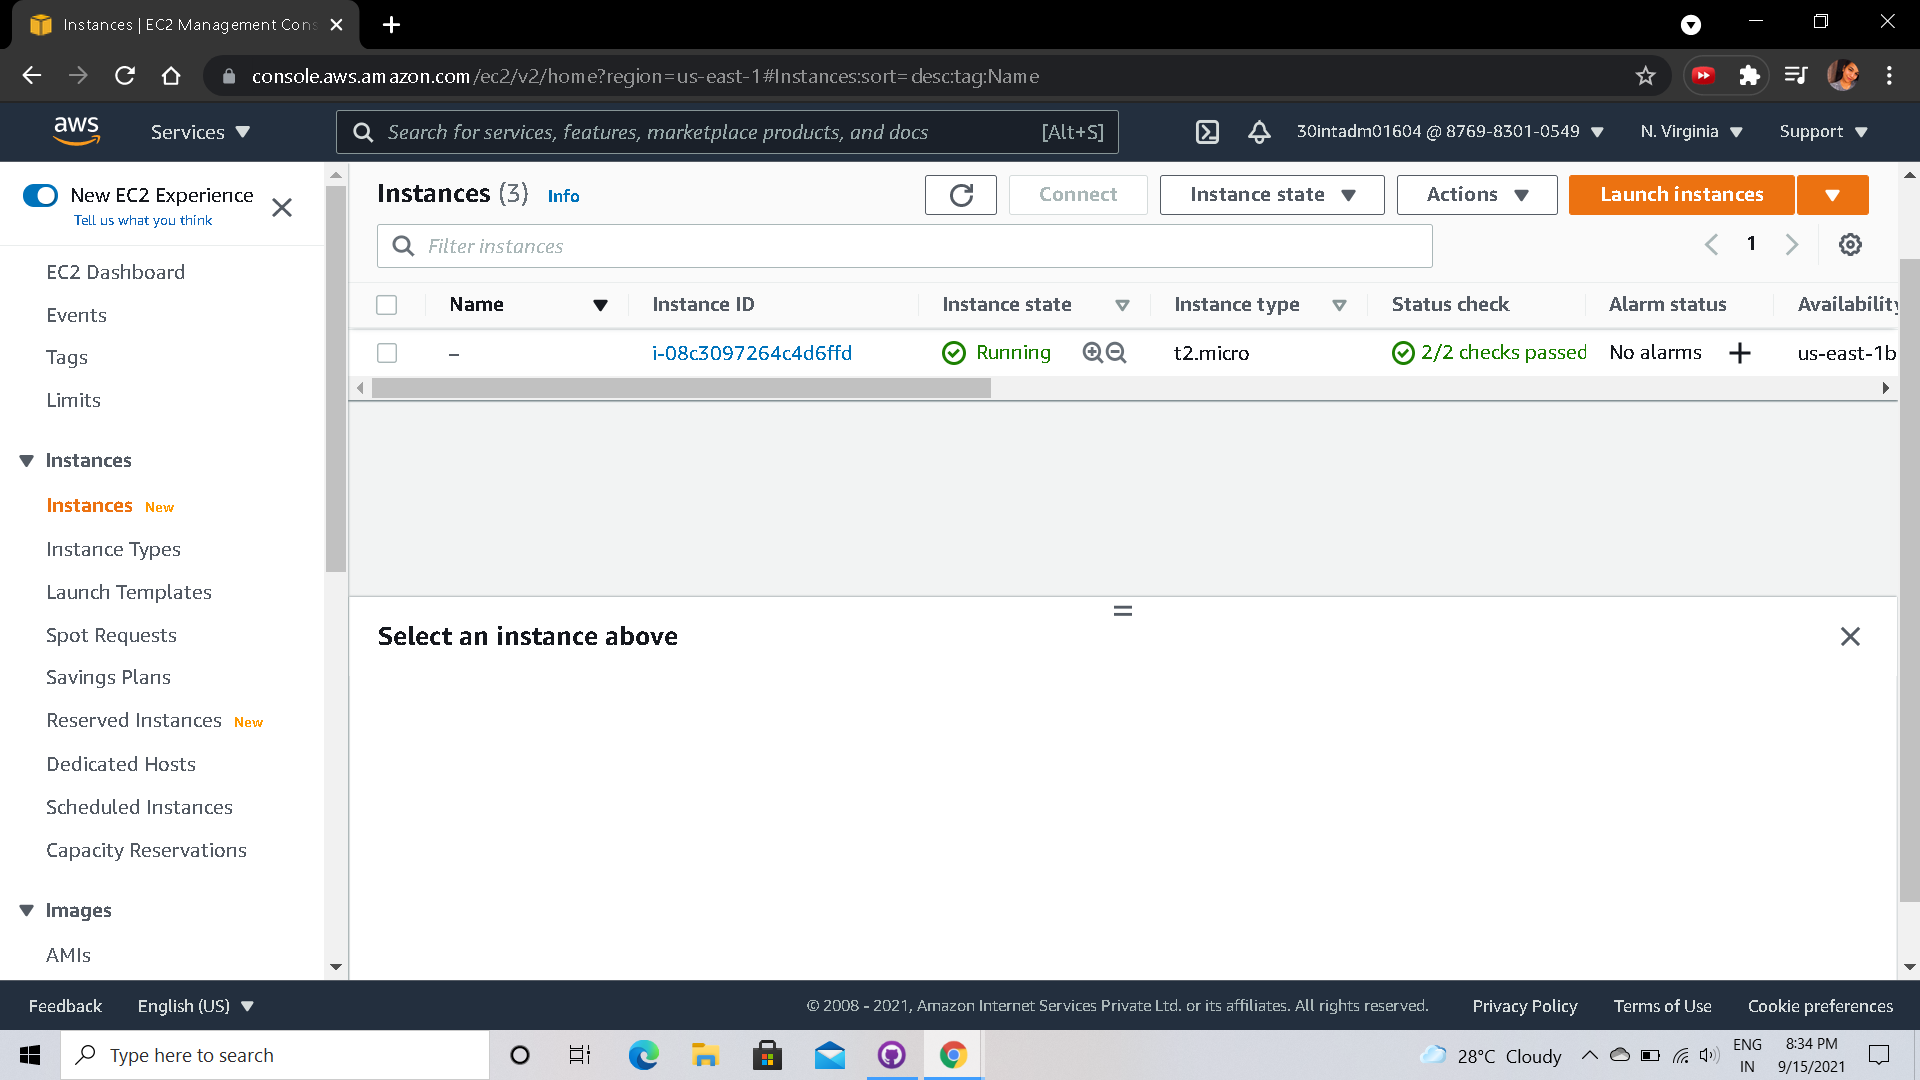 Instances | EC2 Management Cons
console.aws.amazon.com/ec2/v2/home?region=us-east-1#Instances:sort=desc:tag:Name
aws
Services
Search for services, features, marketplace products, and docs
[Alt+S]
30intadm01604 @ 8769-8301-0549
N. Virginia
Support
New EC2 Experience
Tell us what you think
EC2 Dashboard
Events
Tags
Limits
Instances
Instances New
Instance Types
Launch Templates
Spot Requests
Savings Plans
Reserved Instances New
Dedicated Hosts
Scheduled Instances
Capacity Reservations
Images
AMIs
Instances (3) Info
Connect
Instance state
Actions
Launch instances
Filter instances
1
Name Instance ID Instance state Instance type Status check Alarm status Availability
– i-08c3097264c4d6ffd Running t2.micro 2/2 checks passed No alarms + us-east-1b
Select an instance above
Feedback English (US) © 2008 - 2021, Amazon Internet Services Private Ltd. or its affiliates. All rights reserved. Privacy Policy Terms of Use Cookie preferences
Type here to search
28°C Cloudy
ENG
IN
8:34 PM
9/15/2021